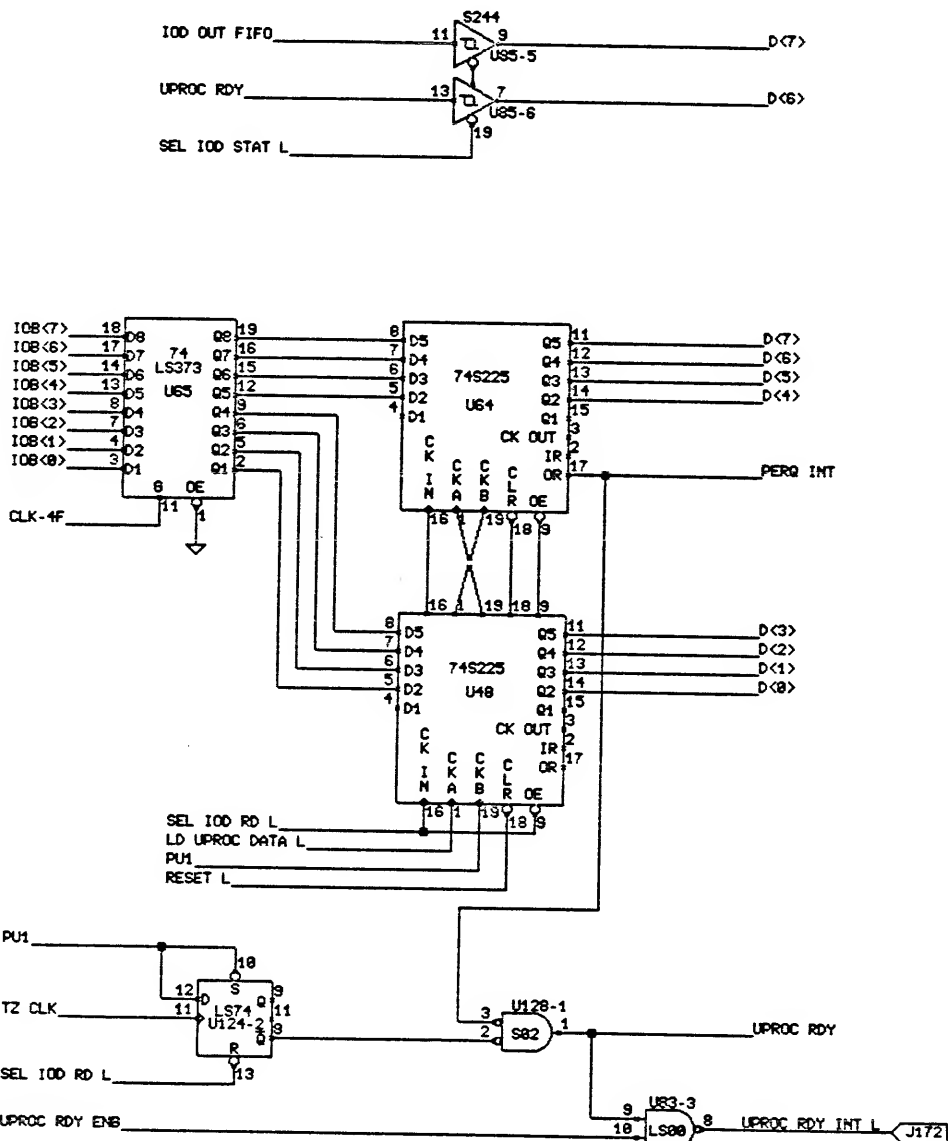 S244
IOD OUT FIFO 11 9 D<7>
U85-5
UPROC RDY 13 7 D<6>
U85-6
19
SEL IOD STAT L
IOB<7> 18 D8 Q8 19
IOB<6> 17 D7 Q7 16
IOB<5> 14 D6 Q6 15
IOB<4> 13 D5 Q5 12
IOB<3> 8 D4 Q4 9
IOB<2> 7 D3 Q3 6
IOB<1> 4 D2 Q2 5
IOB<0> 3 D1 Q1 2
74
LS373
U65
G OE
11 1
CLK-4F
8 D5 Q5 11 D<7>
7 D4 Q4 12 D<6>
6 D3 Q3 13 D<5>
5 D2 Q2 14 D<4>
4 D1 Q1 15
74S225
U64
CK OUT 3
IR 2
OR 17 PERQ INT
CK IN CKA CKB CLR OE
16 1 19 18 9
16 1 19 18 9
8 D5 Q5 11 D<3>
7 D4 Q4 12 D<2>
6 D3 Q3 13 D<1>
5 D2 Q2 14 D<0>
4 D1 Q1 15
74S225
U48
CK OUT 3
IR 2
OR 17
CK IN CKA CKB CLR OE
16 1 19 18 9
SEL IOD RD L
LD UPROC DATA L
PU1
RESET L
PU1
10
S
12 D Q 9
TZ CLK 11 11
LS74
U124-2
Q 9
R
13
SEL IOD RD L
U128-1
3
2 S02 1 UPROC RDY
U83-3
9
10 LS00 8 UPROC RDY INT L J172
UPROC RDY ENB